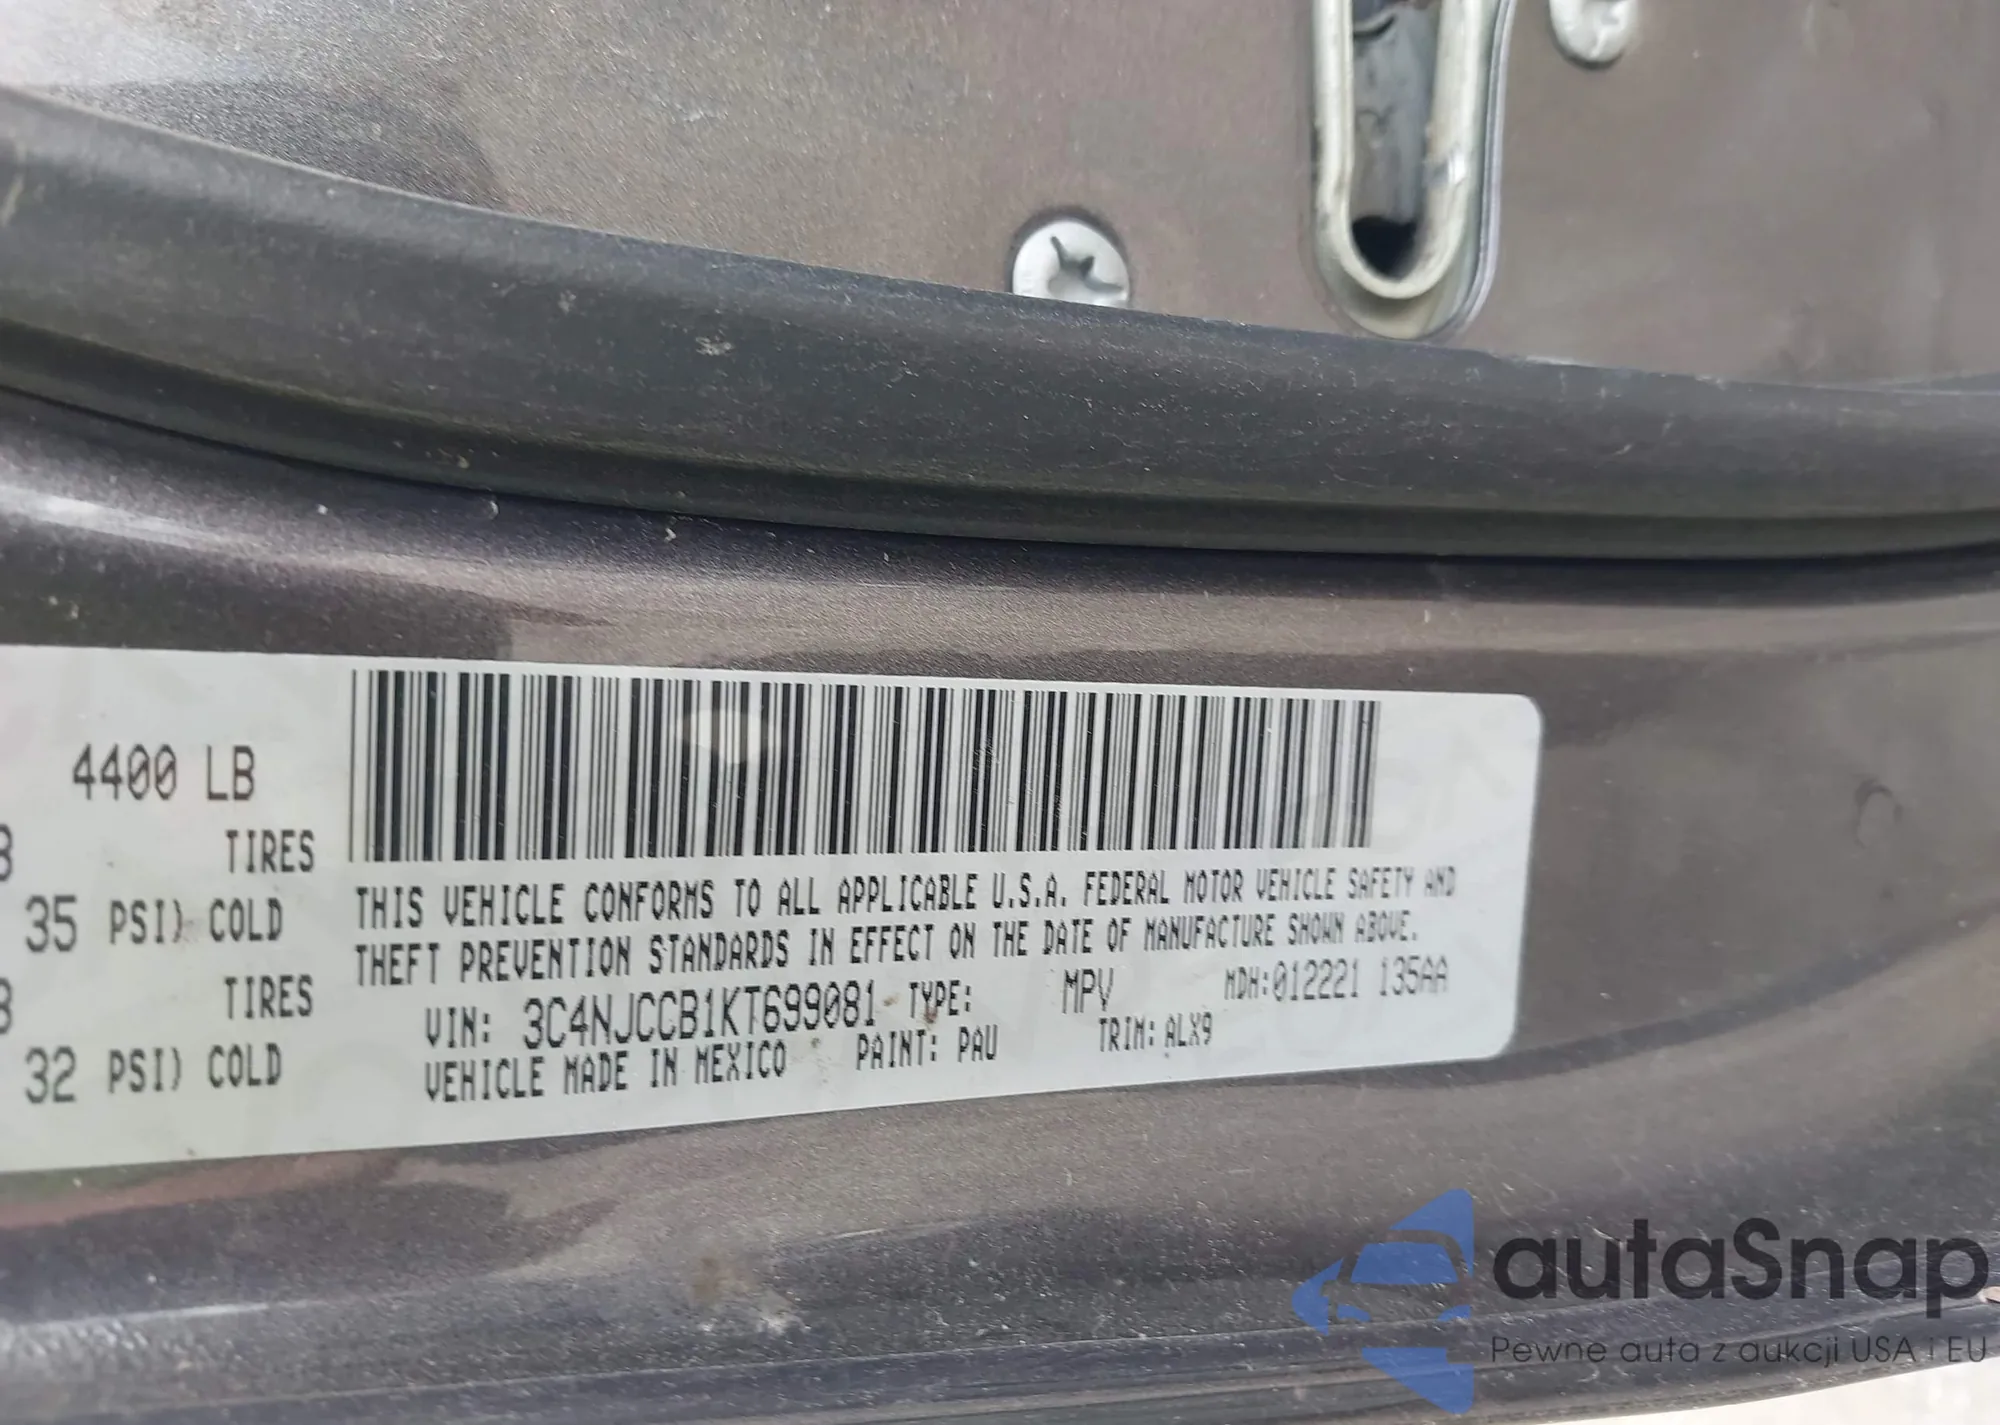 4400 LB
TIRES
35 PSI) COLD
TIRES
32 PSI) COLD
THIS VEHICLE CONFORMS TO ALL APPLICABLE U.S.A. FEDERAL MOTOR VEHICLE SAFETY AND
THEFT PREVENTION STANDARDS IN EFFECT ON THE DATE OF MANUFACTURE SHOWN ABOVE.
VIN: 3C4NJCCB1KT699081 TYPE: MPV MDH:012221 135AA
VEHICLE MADE IN MEXICO PAINT: PAU TRIM: ALX9
autaSnap
Pewne auta z aukcji USA i EU